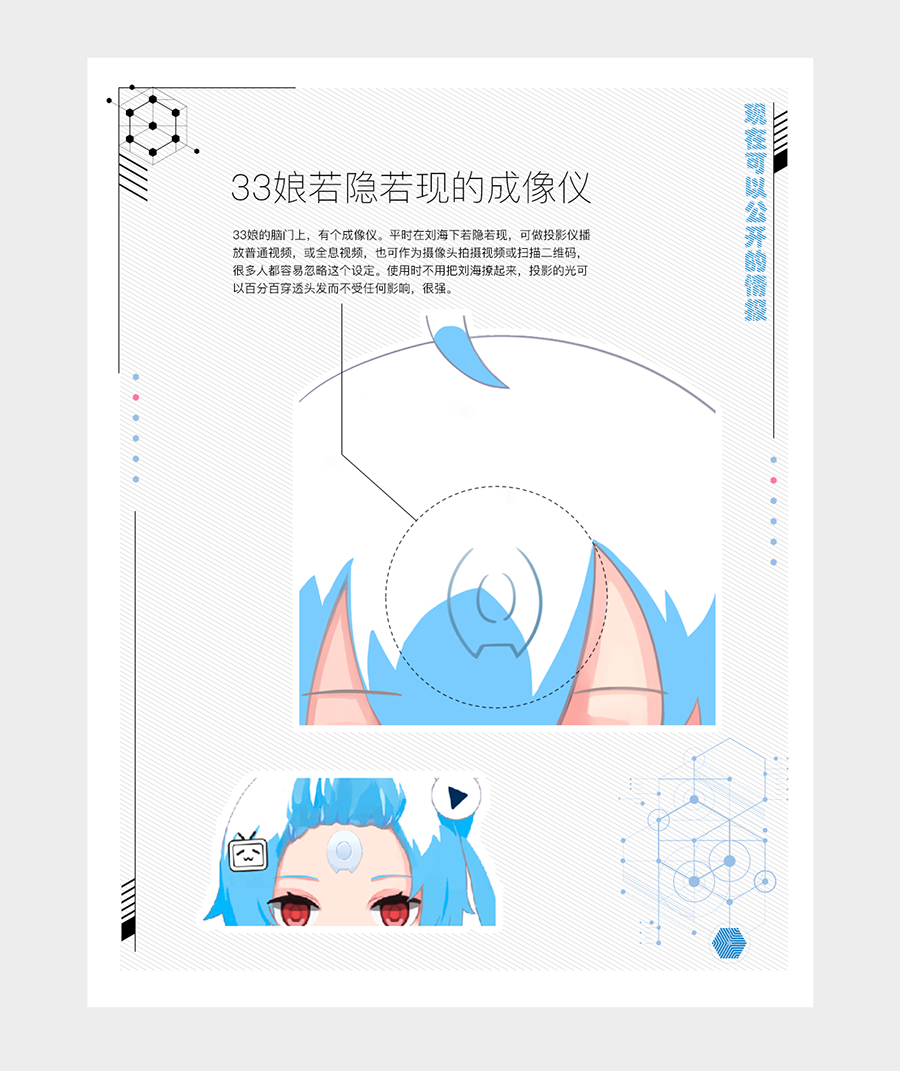 33娘若隐若现的成像仪
33娘的脑门上，有个成像仪。平时在刘海下若隐若现，可做投影仪播
放普通视频，或全息视频，也可作为摄像头拍摄视频或扫描二维码，
很多人都容易忽略这个设定。使用时不用把刘海撩起来，投影的光可
以百分百穿透头发而不受任何影响，很强。
现在可以公开的情报